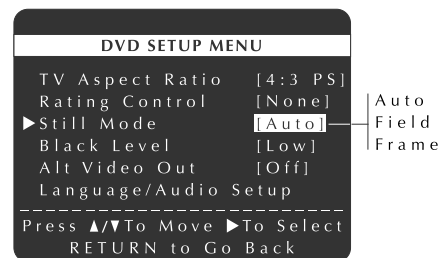 DVD SETUP MENU
TV Aspect Ratio [4:3 PS]
Rating Control [None]
▶Still Mode [Auto]
Black Level [Low]
Alt Video Out [Off]
Language/Audio Setup
Press ▲/▼To Move ▶To Select
RETURN to Go Back
Auto
Field
Frame